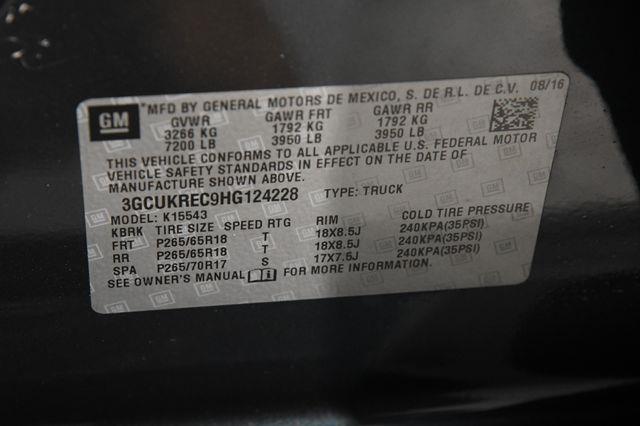 GM *MFD BY GENERAL MOTORS DE MEXICO, S. DE R.L. DE C.V. 08/16
GVWR GAWR FRT GAWR RR
3266 KG 1792 KG 1792 KG
7200 LB 3950 LB 3950 LB
THIS VEHICLE CONFORMS TO ALL APPLICABLE U.S. FEDERAL MOTOR
VEHICLE SAFETY STANDARDS IN EFFECT ON THE DATE OF
MANUFACTURE SHOWN ABOVE.
3GCUKREC9HG124228 TYPE: TRUCK
MODEL: K15543
KBRK TIRE SIZE SPEED RTG RIM COLD TIRE PRESSURE
FRT P265/65R18 T 18X8.5J 240KPA(35PSI)
RR P265/65R18 T 18X8.5J 240KPA(35PSI)
SPA P265/70R17 S 17X7.5J 240KPA(35PSI)
SEE OWNER'S MANUAL i FOR MORE INFORMATION.